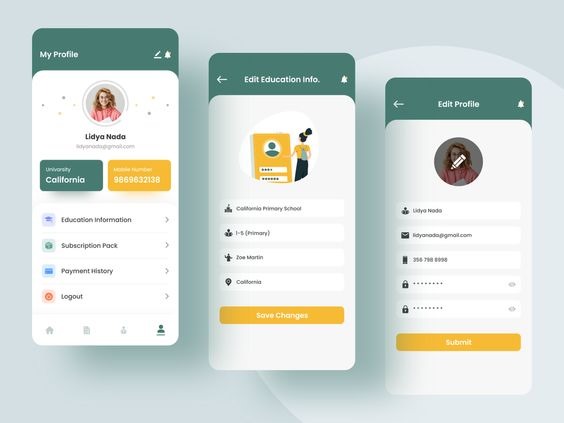 My Profile
Lidya Nada
lidyanada@gmail.com
University
California
Mobile Number
9869632138
Education Information
Subscription Pack
Payment History
Logout
Edit Education Info.
California Primary School
1-5 (Primary)
Zoe Martin
California
Save Changes
Edit Profile
Lidya Nada
lidyanada@gmail.com
356 798 8998
Submit